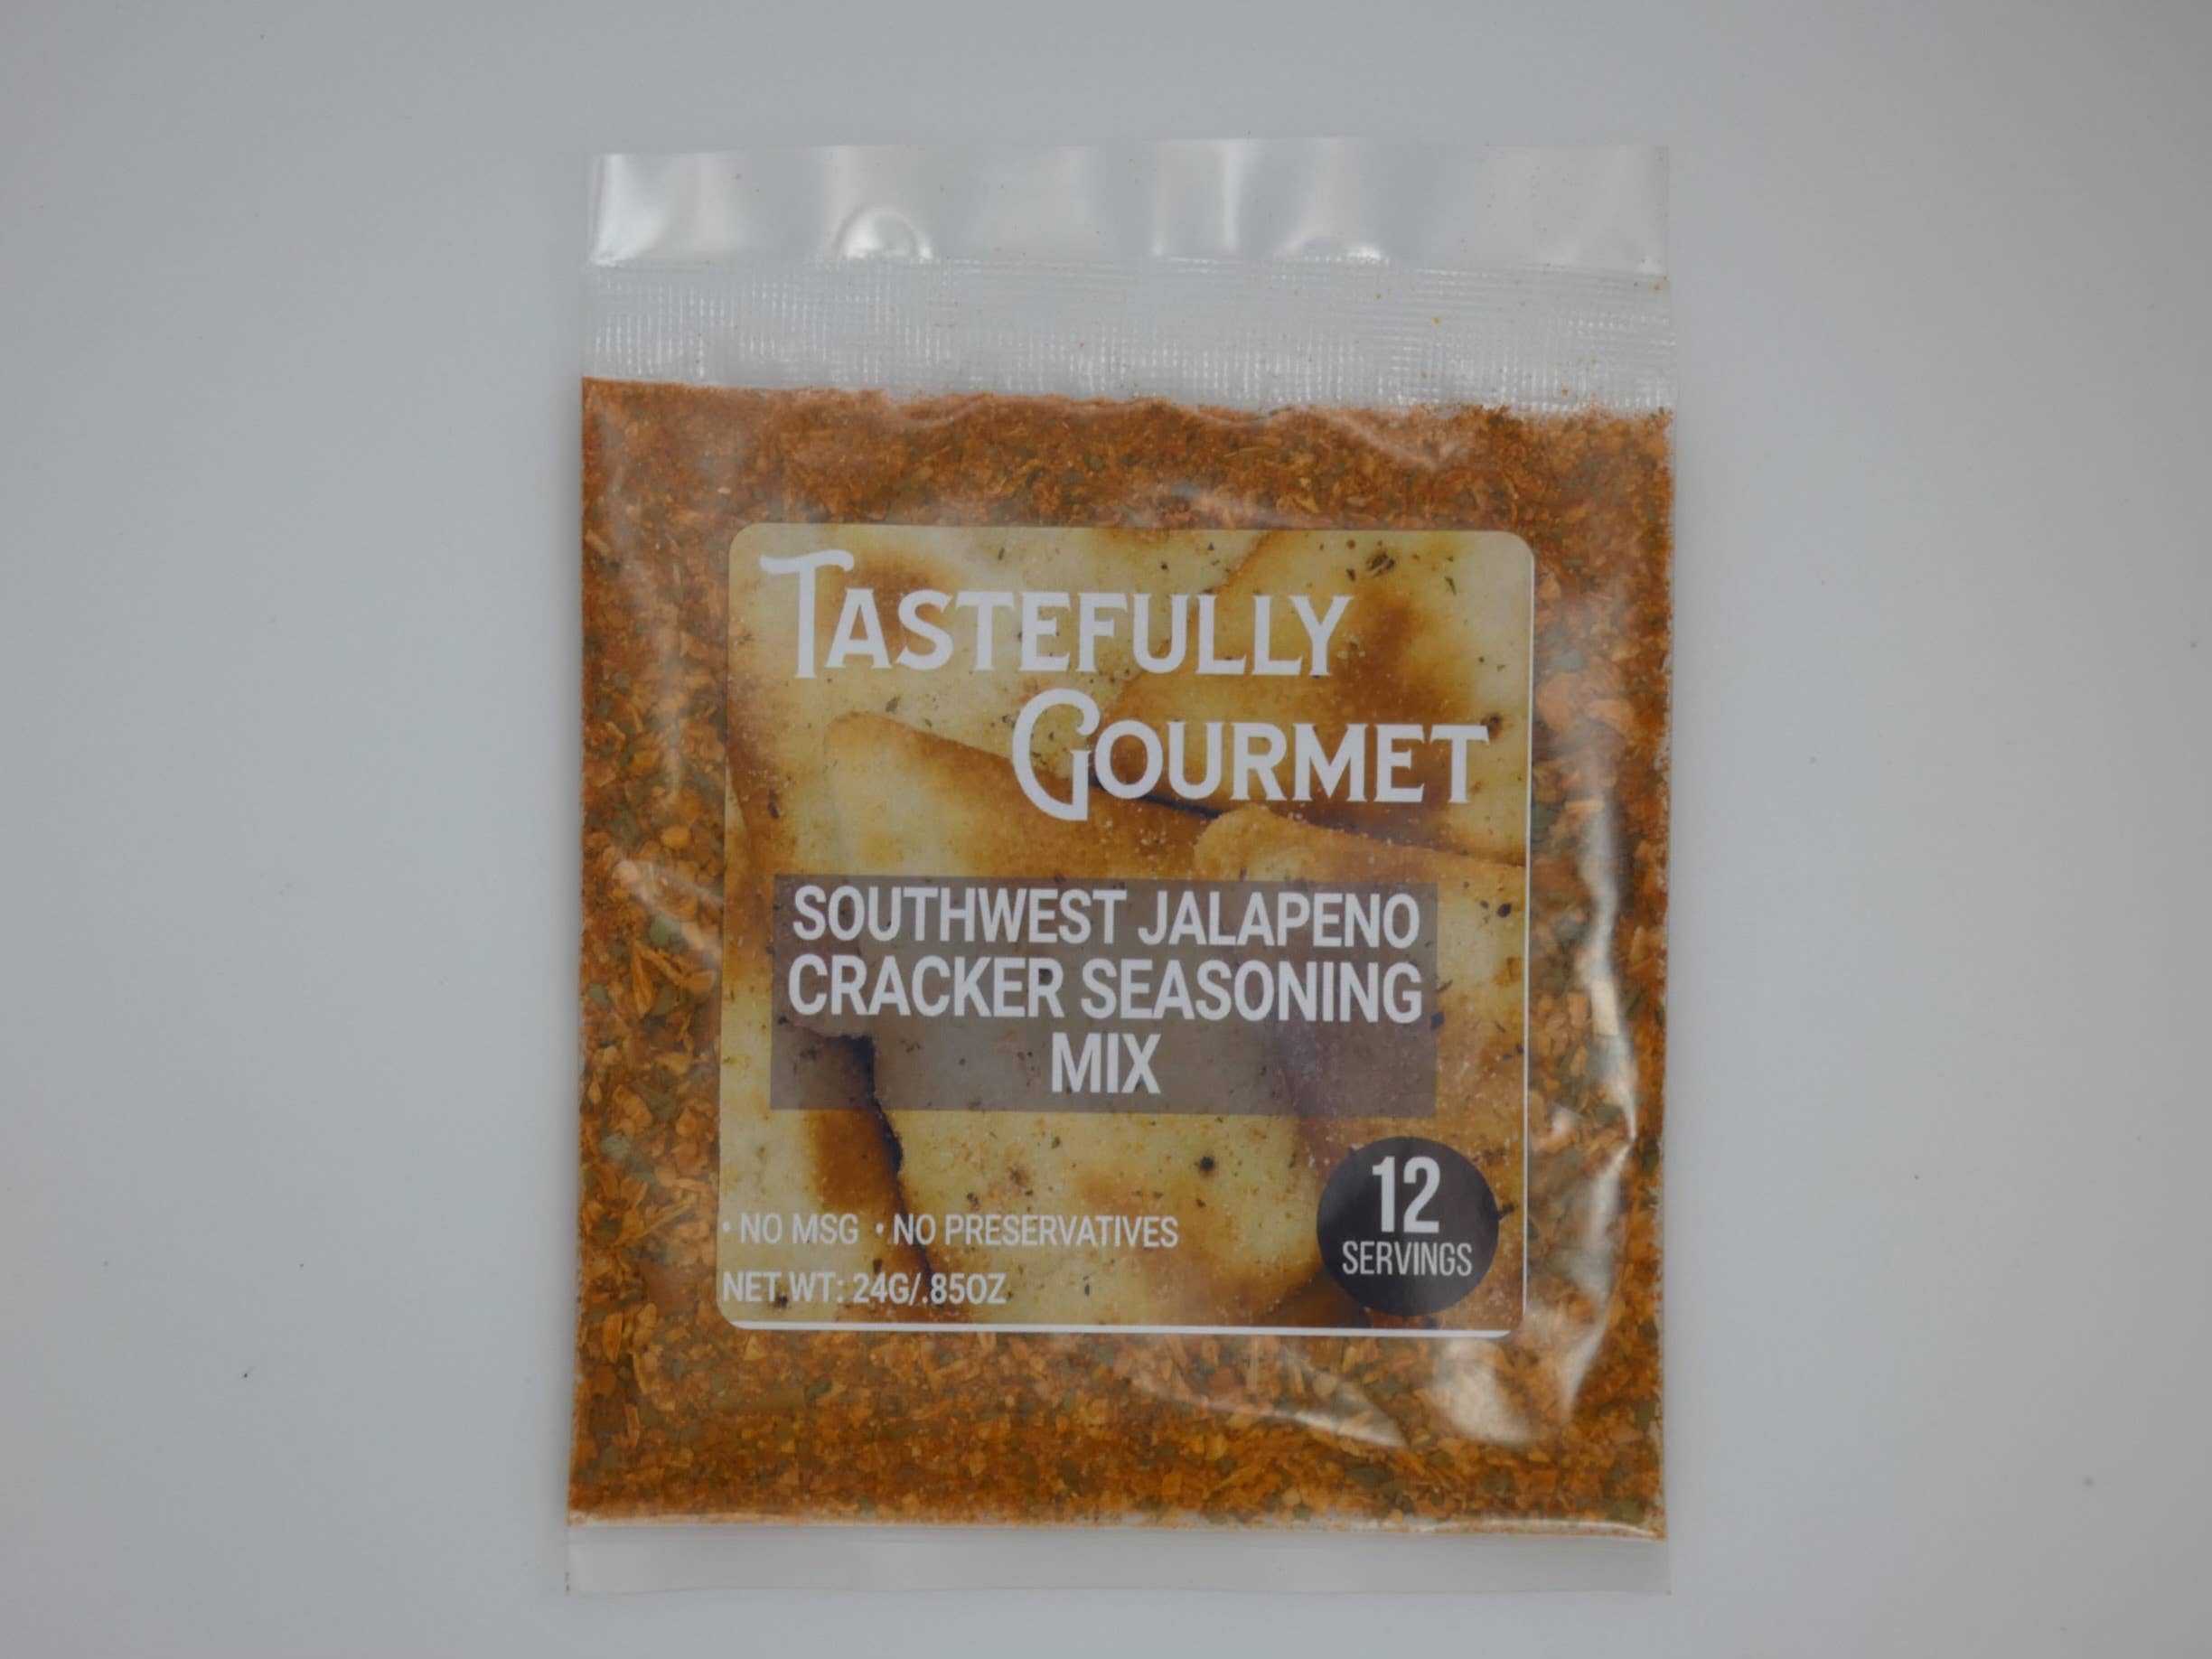 TASTEFULLY
GOURMET
SOUTHWEST JALAPENO
CRACKER SEASONING
MIX
• NO MSG • NO PRESERVATIVES
NET WT: 24G/.85OZ
12
SERVINGS